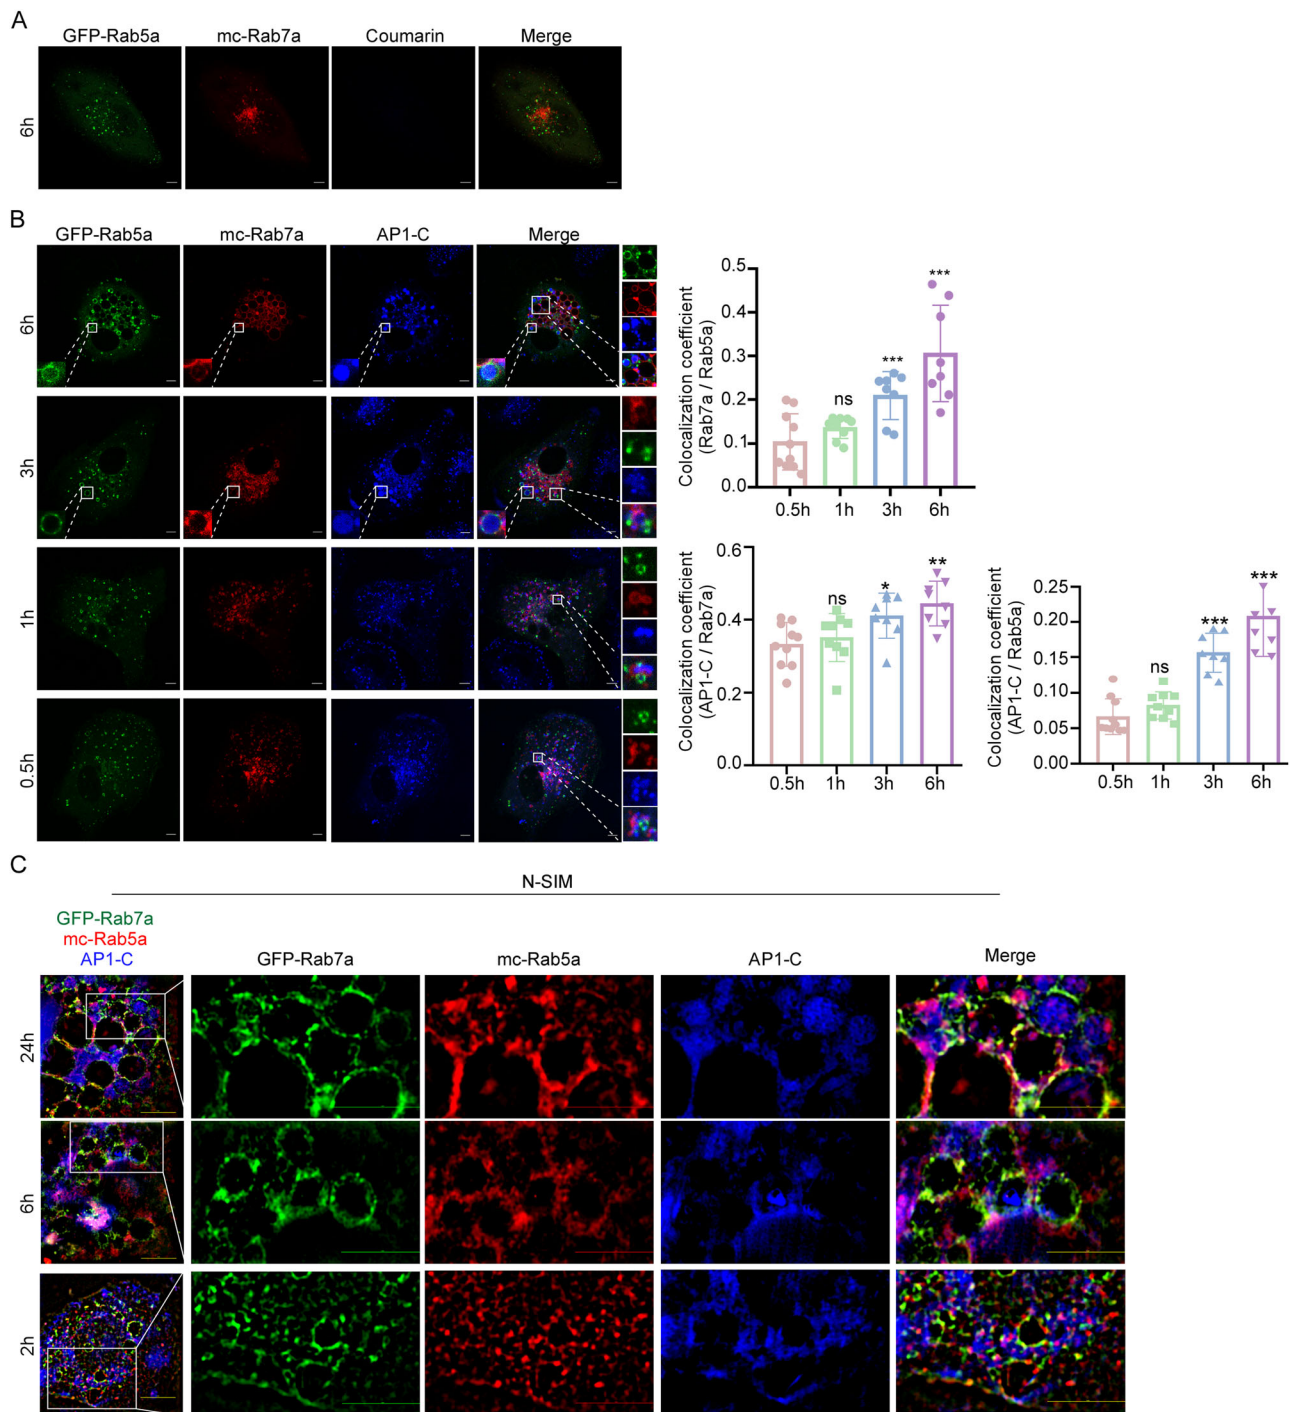 A
GFP-Rab5a mc-Rab7a Coumarin Merge
6h
B
GFP-Rab5a mc-Rab7a AP1-C Merge
6h
3h
1h
0.5h
Colocalization coefficient
(Rab7a / Rab5a)
0.5
0.4
0.3
0.2
0.1
0.0
ns
***
***
0.5h 1h 3h 6h
Colocalization coefficient
(AP1-C / Rab7a)
0.6
0.4
0.2
0.0
ns
*
**
0.5h 1h 3h 6h
Colocalization coefficient
(AP1-C / Rab5a)
0.25
0.20
0.15
0.10
0.05
0.00
ns
***
***
0.5h 1h 3h 6h
C
N-SIM
GFP-Rab7a
mc-Rab5a
AP1-C
GFP-Rab7a mc-Rab5a AP1-C Merge
24h
6h
2h